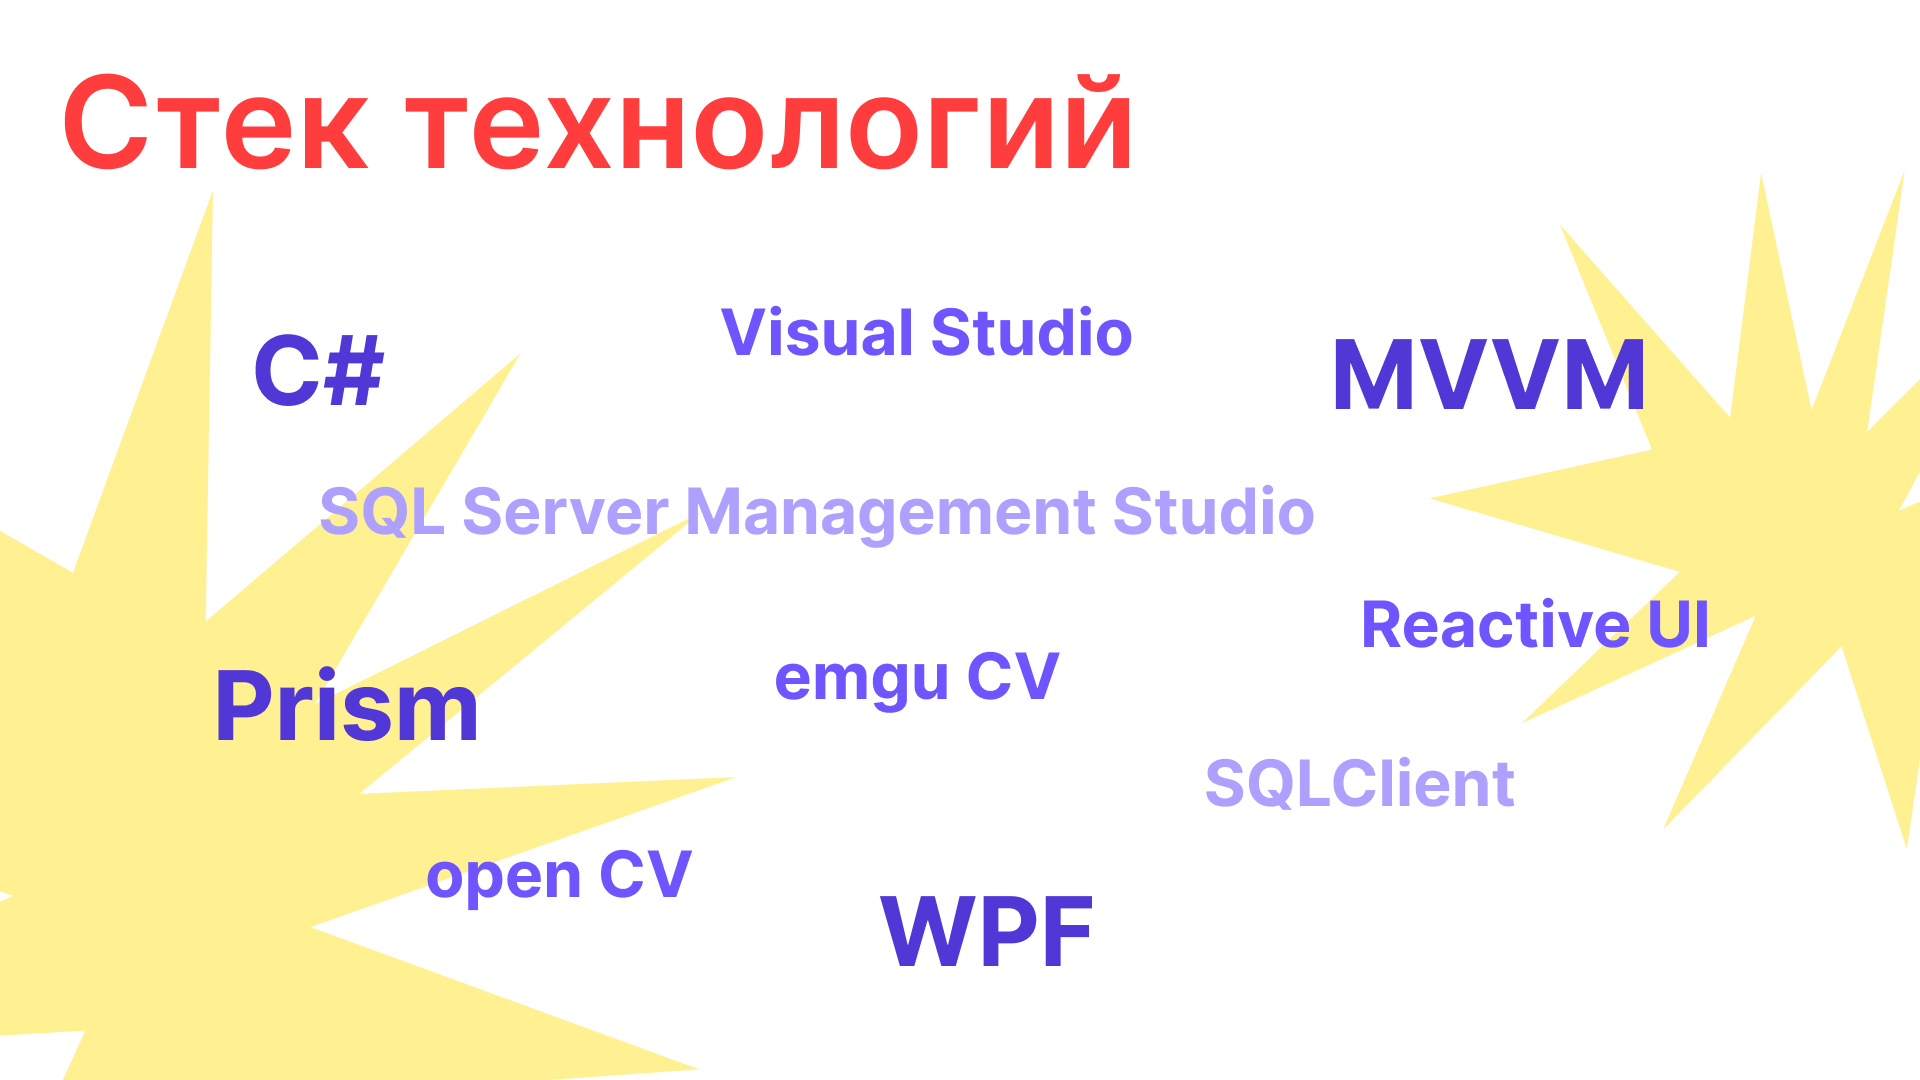 Стек технологий
Visual Studio
C#
MVVM
SQL Server Management Studio
Reactive UI
emgu CV
Prism
SQLClient
open CV
WPF